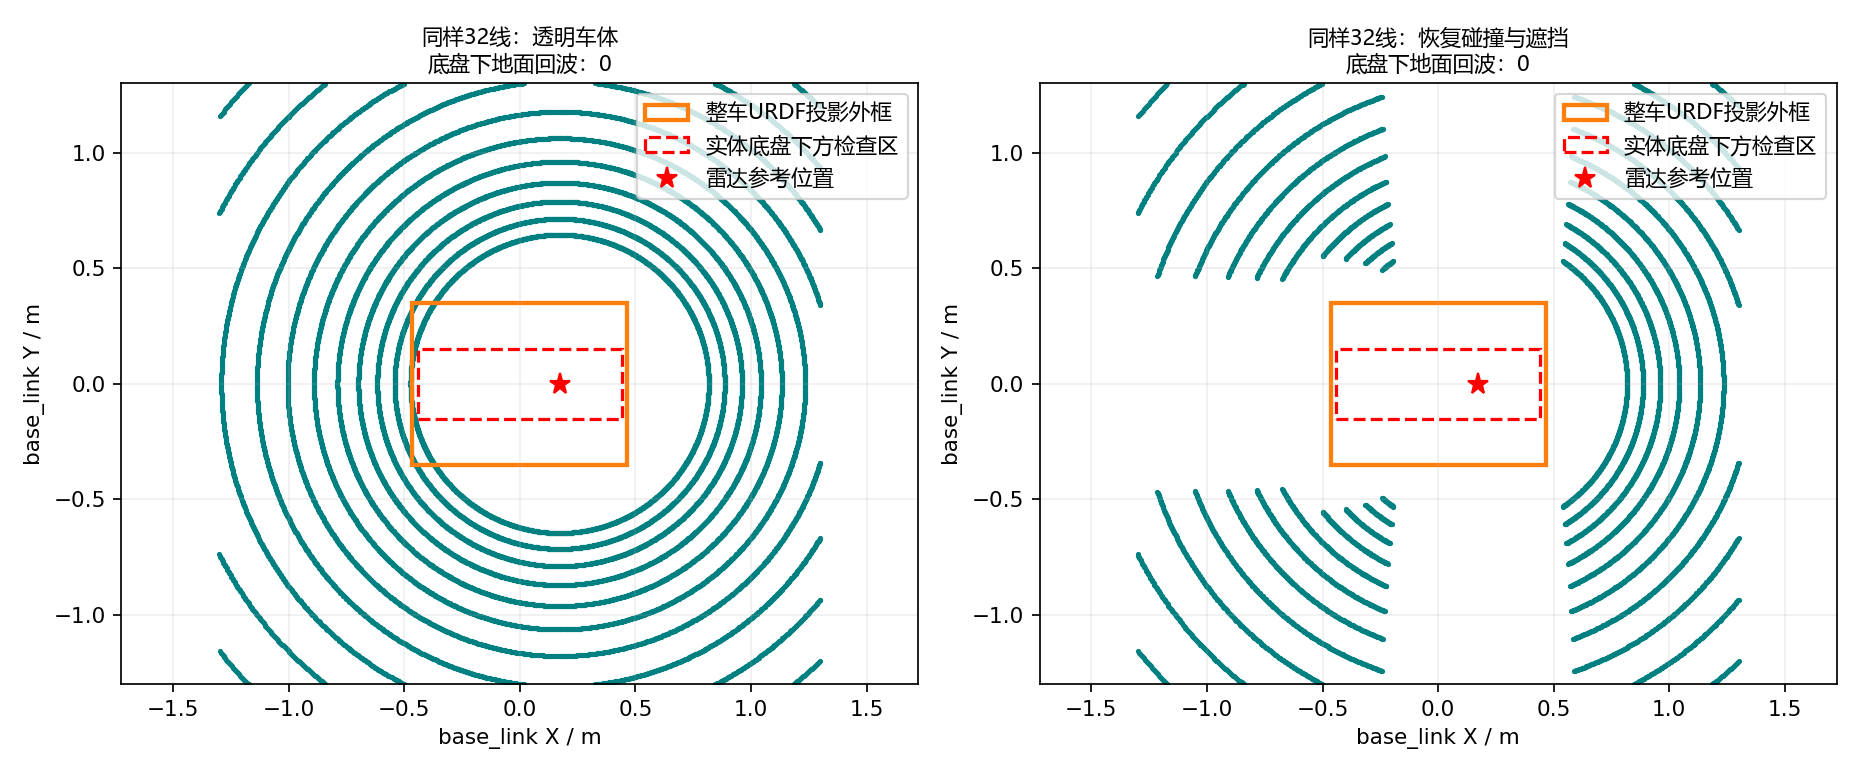 同样32线：透明车体
底盘下地面回波：0
整车URDF投影外框
实体底盘下方检查区
雷达参考位置
1.0
0.5
0.0
−0.5
−1.0
−1.5
−1.0
−0.5
0.0
0.5
1.0
1.5
base_link X / m
base_link Y / m
同样32线：恢复碰撞与遮挡
底盘下地面回波：0
整车URDF投影外框
实体底盘下方检查区
雷达参考位置
1.0
0.5
0.0
−0.5
−1.0
−1.5
−1.0
−0.5
0.0
0.5
1.0
1.5
base_link X / m
base_link Y / m